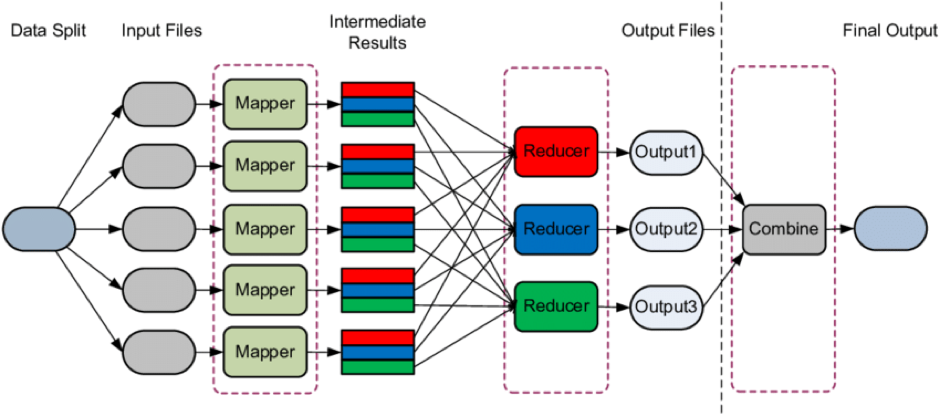 Data Split
Input Files
Intermediate
Results
Output Files
Final Output
Mapper
Mapper
Mapper
Mapper
Mapper
Reducer
Reducer
Reducer
Output1
Output2
Output3
Combine